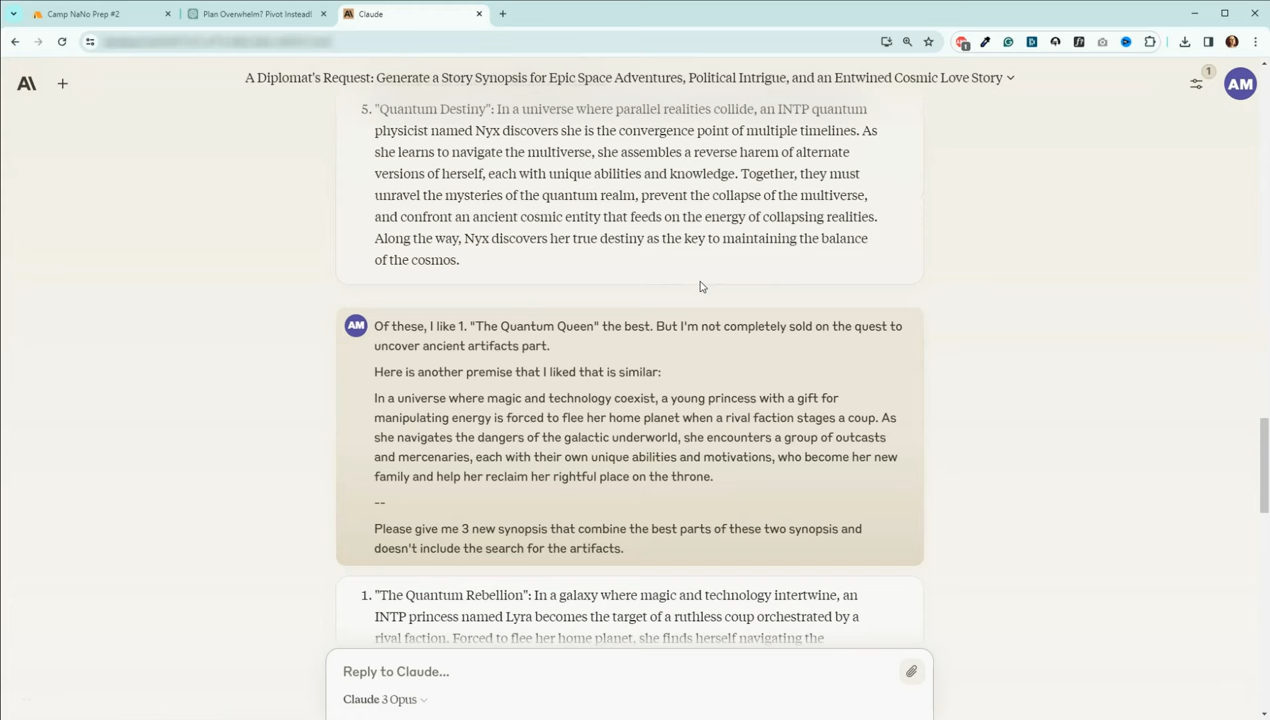 Camp NaNo Prep #2
Plan Overwhelm? Pivot Instead!
Claude
1
A Diplomat's Request: Generate a Story Synopsis for Epic Space Adventures, Political Intrigue, and an Entwined Cosmic Love Story
1
AM
5. "Quantum Destiny": In a universe where parallel realities collide, an INTP quantum
physicist named Nyx discovers she is the convergence point of multiple timelines. As
she learns to navigate the multiverse, she assembles a reverse harem of alternate
versions of herself, each with unique abilities and knowledge. Together, they must
unravel the mysteries of the quantum realm, prevent the collapse of the multiverse,
and confront an ancient cosmic entity that feeds on the energy of collapsing realities.
Along the way, Nyx discovers her true destiny as the key to maintaining the balance
of the cosmos.
AM
Of these, I like 1. "The Quantum Queen" the best. But I'm not completely sold on the quest to
uncover ancient artifacts part.
Here is another premise that I liked that is similar:
In a universe where magic and technology coexist, a young princess with a gift for
manipulating energy is forced to flee her home planet when a rival faction stages a coup. As
she navigates the dangers of the galactic underworld, she encounters a group of outcasts
and mercenaries, each with their own unique abilities and motivations, who become her new
family and help her reclaim her rightful place on the throne.
--
Please give me 3 new synopsis that combine the best parts of these two synopsis and
doesn't include the search for the artifacts.
1. "The Quantum Rebellion": In a galaxy where magic and technology intertwine, an
INTP princess named Lyra becomes the target of a ruthless coup orchestrated by a
rival faction. Forced to flee her home planet, she finds herself navigating the
Reply to Claude...
Claude 3 Opus